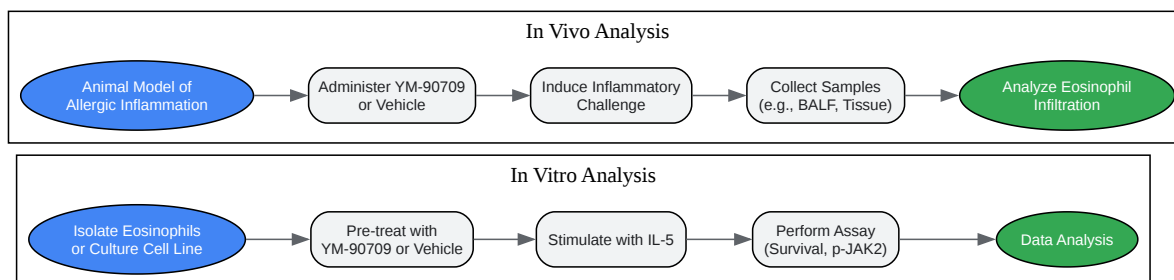 In Vivo Analysis
Animal Model of
Allergic Inflammation
Administer YM-90709
or Vehicle
Induce Inflammatory
Challenge
Collect Samples
(e.g., BALF, Tissue)
Analyze Eosinophil
Infiltration
In Vitro Analysis
Isolate Eosinophils
or Culture Cell Line
Pre-treat with
YM-90709 or Vehicle
Stimulate with IL-5
Perform Assay
(Survival, p-JAK2)
Data Analysis